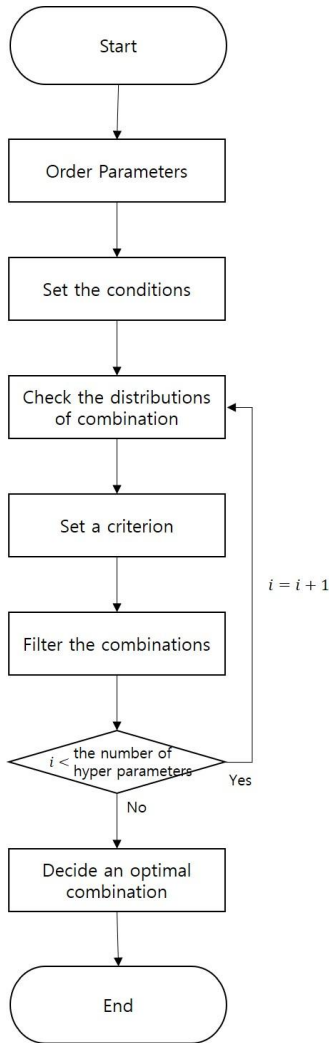 Start
Order Parameters
Set the conditions
Check the distributions
of combination
Set a criterion
i = i + 1
Filter the combinations
i < the number of
hyper parameters
Yes
No
Decide an optimal
combination
End